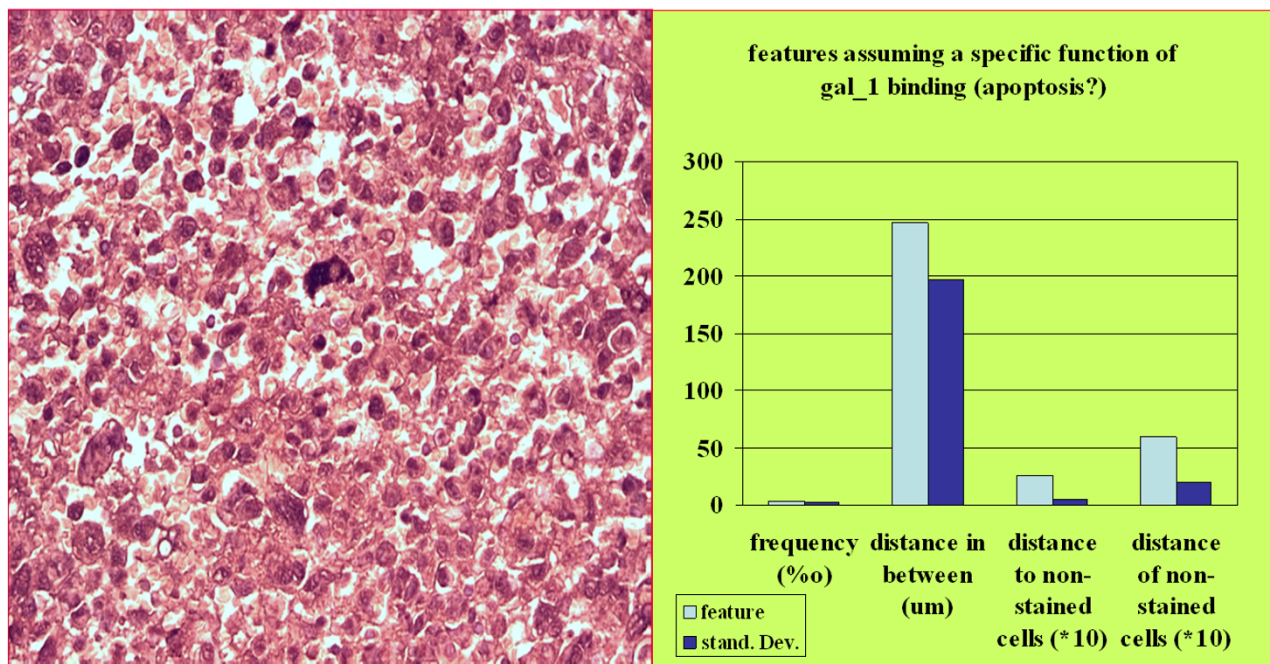 features assuming a specific function of
gal_1 binding (apoptosis?)
300
250
200
150
100
50
0
frequency
(%o)
distance in
between
(um)
distance
to non-
stained
cells (*10)
distance
of non-
stained
cells (*10)
feature
stand. Dev.